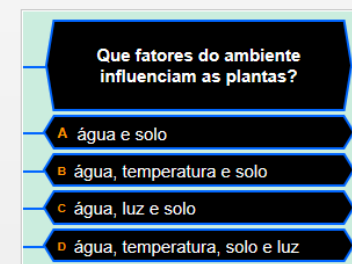 Que fatores do ambiente
influenciam as plantas?
A água e solo
B água, temperatura e solo
C água, luz e solo
D água, temperatura, solo e luz